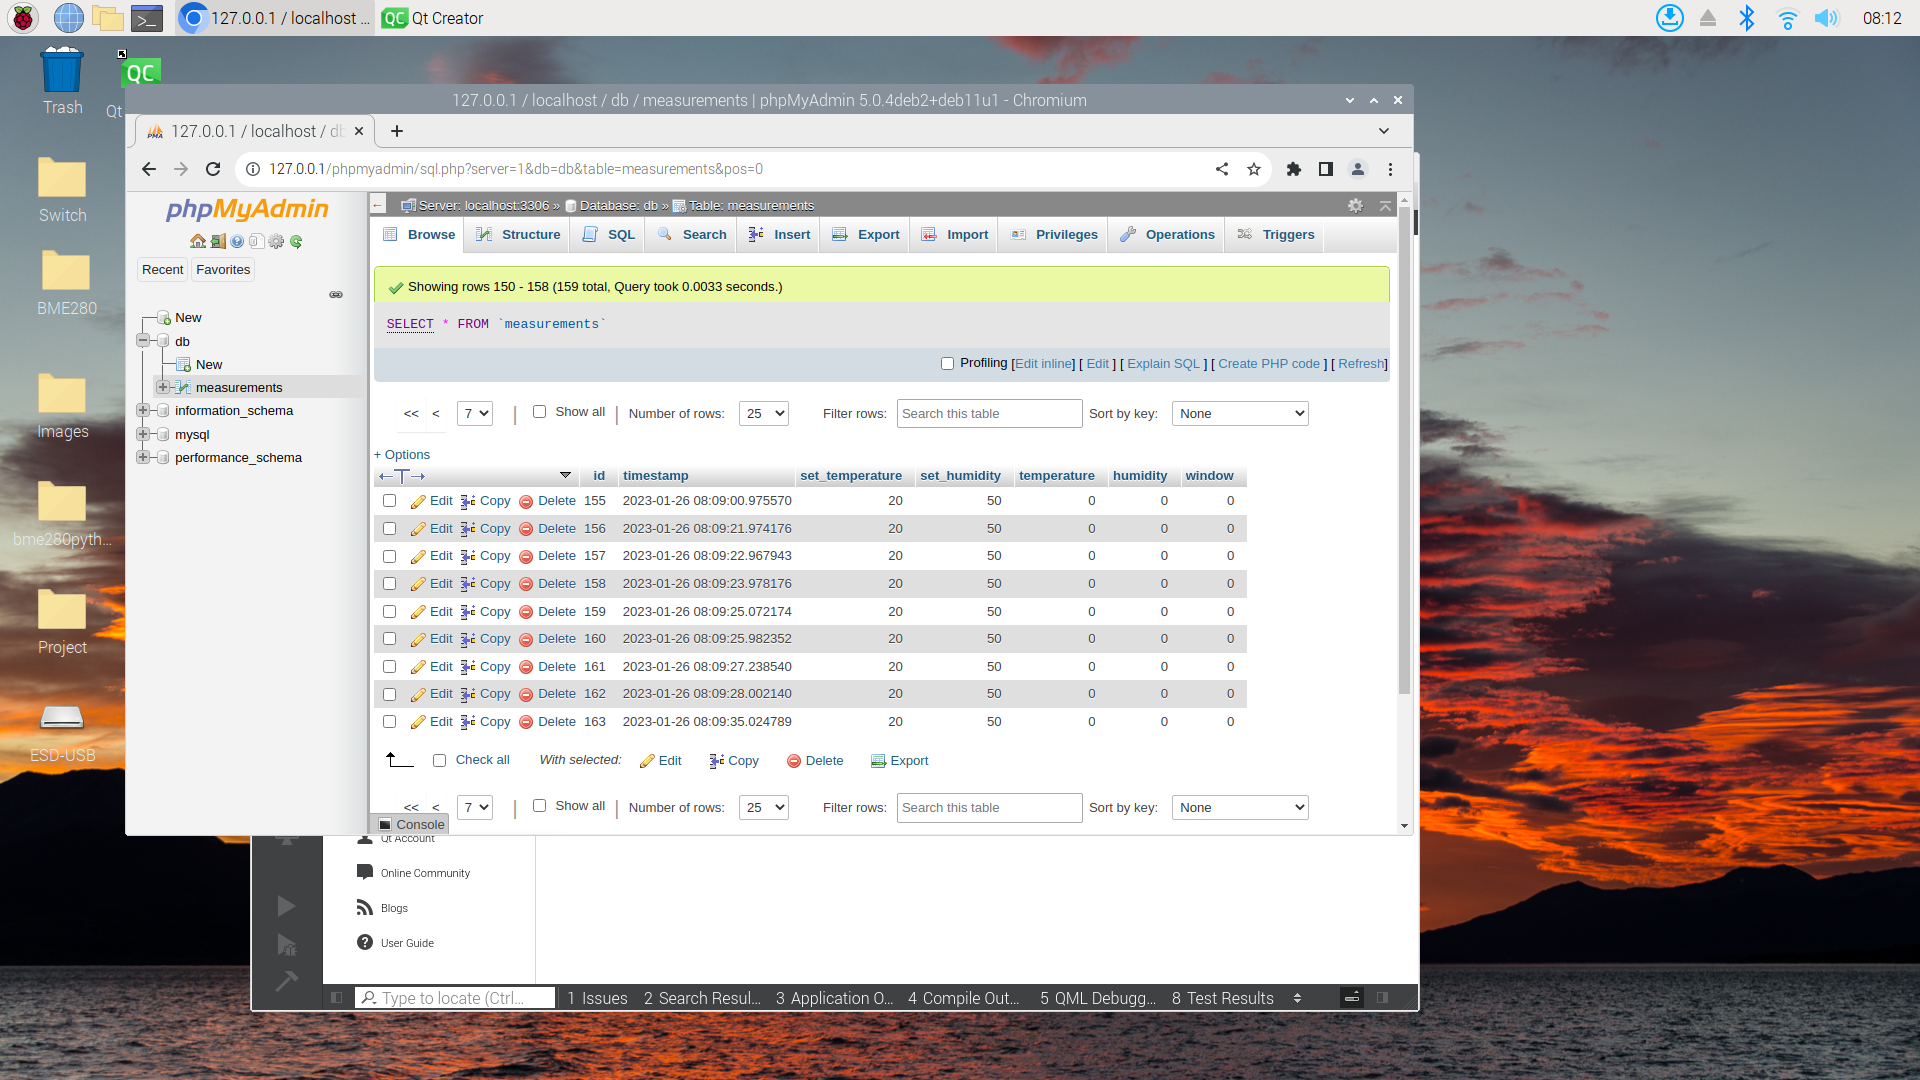 127.0.0.1 / localhost ...
QC Qt Creator
08:12
Trash
QC
Qt
Switch
BME280
Images
bme280pyth...
Project
ESD-USB
127.0.0.1 / localhost / db / measurements | phpMyAdmin 5.0.4deb2+deb11u1 - Chromium
PMA 127.0.0.1 / localhost / db
127.0.0.1/phpmyadmin/sql.php?server=1&db=db&table=measurements&pos=0
phpMyAdmin
Recent Favorites
New
db
New
measurements
information_schema
mysql
performance_schema
Server: localhost:3306 » Database: db » Table: measurements
Browse Structure SQL Search Insert Export Import Privileges Operations Triggers
Showing rows 150 - 158 (159 total, Query took 0.0033 seconds.)
SELECT * FROM `measurements`
Profiling [Edit inline] [ Edit ] [ Explain SQL ] [ Create PHP code ] [ Refresh]
<< < 7 | Show all | Number of rows: 25 Filter rows: Search this table Sort by key: None
+ Options
←T→ id timestamp set_temperature set_humidity temperature humidity window
Edit Copy Delete 155 2023-01-26 08:09:00.975570 20 50 0 0 0
Edit Copy Delete 156 2023-01-26 08:09:21.974176 20 50 0 0 0
Edit Copy Delete 157 2023-01-26 08:09:22.967943 20 50 0 0 0
Edit Copy Delete 158 2023-01-26 08:09:23.978176 20 50 0 0 0
Edit Copy Delete 159 2023-01-26 08:09:25.072174 20 50 0 0 0
Edit Copy Delete 160 2023-01-26 08:09:25.982352 20 50 0 0 0
Edit Copy Delete 161 2023-01-26 08:09:27.238540 20 50 0 0 0
Edit Copy Delete 162 2023-01-26 08:09:28.002140 20 50 0 0 0
Edit Copy Delete 163 2023-01-26 08:09:35.024789 20 50 0 0 0
Check all With selected: Edit Copy Delete Export
<< < 7 | Show all | Number of rows: 25 Filter rows: Search this table Sort by key: None
Console
Qt Account
Online Community
Blogs
User Guide
Type to locate (Ctrl... 1 Issues 2 Search Resul... 3 Application O... 4 Compile Out... 5 QML Debugg... 8 Test Results